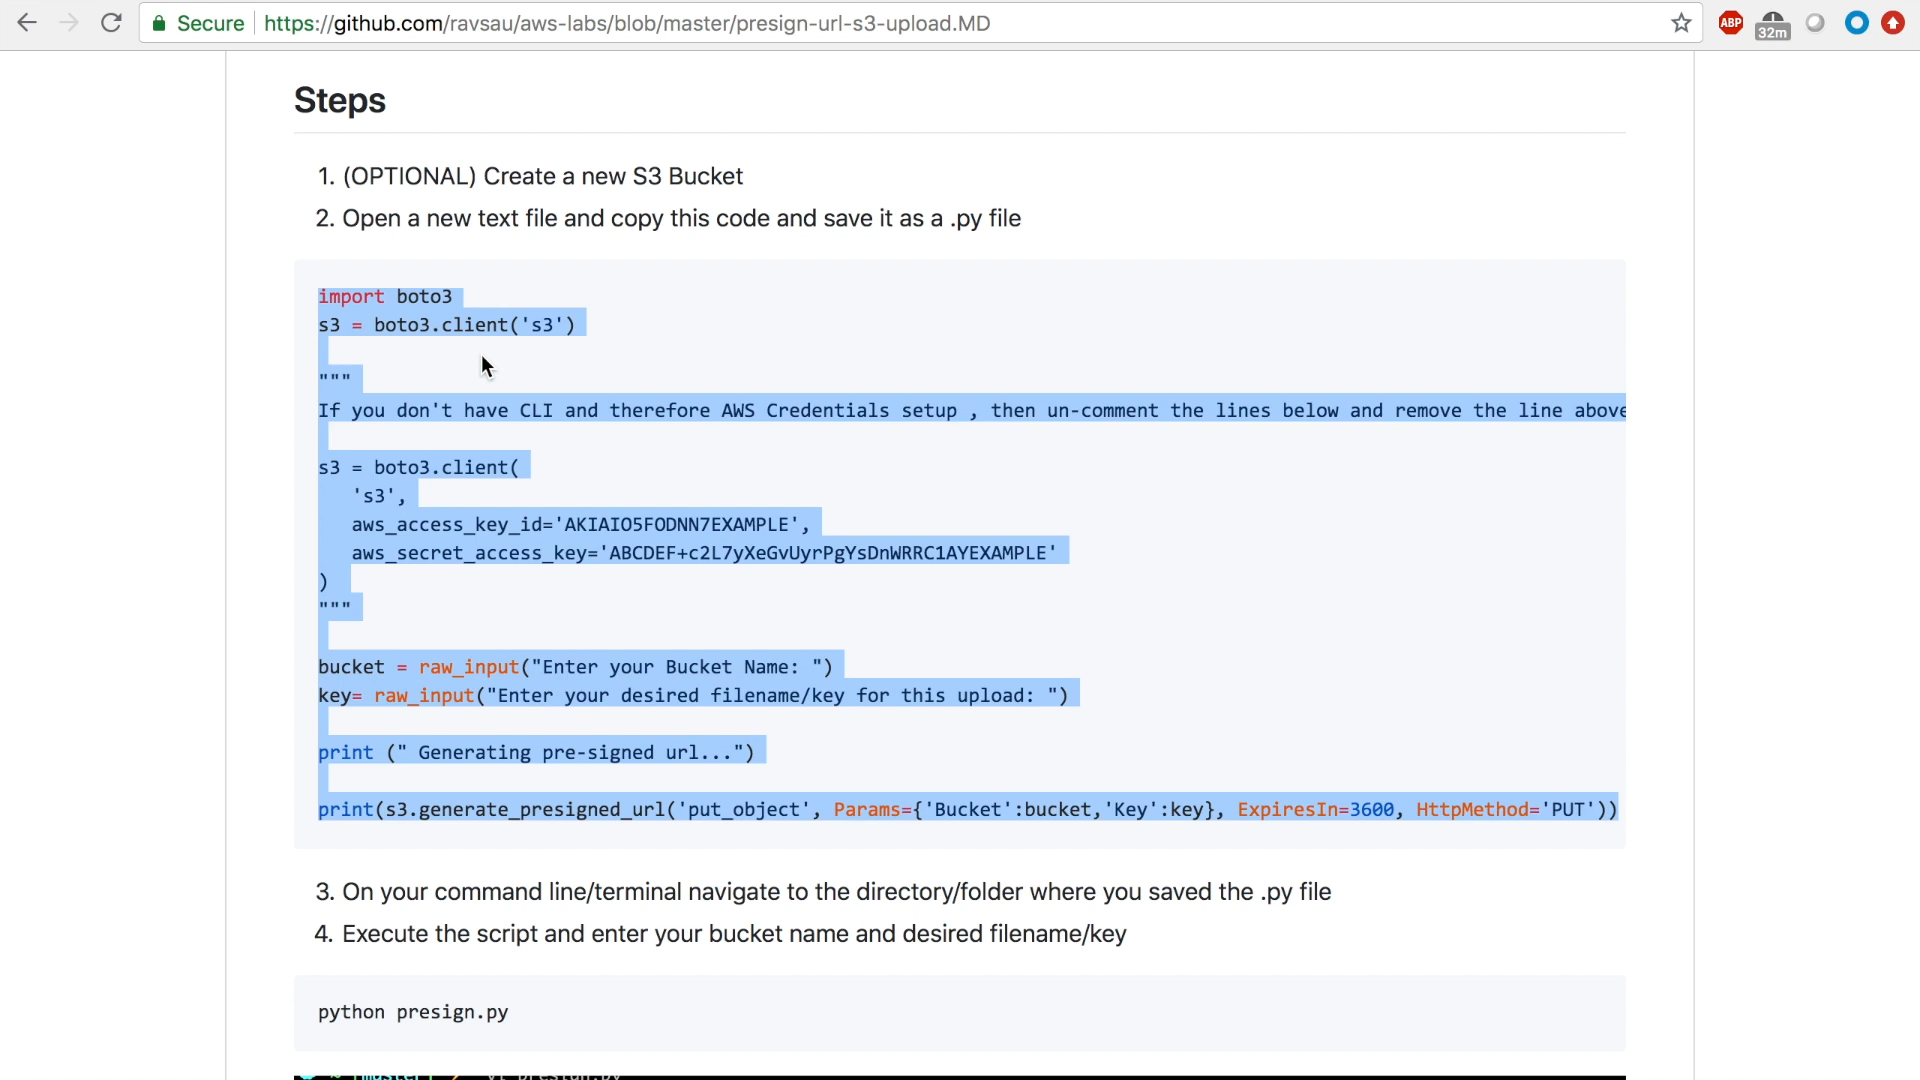 Secure https://github.com/ravsau/aws-labs/blob/master/presign-url-s3-upload.MD
ABP
32m
Steps
1. (OPTIONAL) Create a new S3 Bucket
2. Open a new text file and copy this code and save it as a .py file
import boto3
s3 = boto3.client('s3')
"""
If you don't have CLI and therefore AWS Credentials setup , then un-comment the lines below and remove the line above
s3 = boto3.client(
's3',
aws_access_key_id='AKIAIO5FODNN7EXAMPLE',
aws_secret_access_key='ABCDEF+c2L7yXeGvUyrPgYsDnWRRC1AYEXAMPLE'
)
"""
bucket = raw_input("Enter your Bucket Name: ")
key= raw_input("Enter your desired filename/key for this upload: ")
print (" Generating pre-signed url...")
print(s3.generate_presigned_url('put_object', Params={'Bucket':bucket,'Key':key}, ExpiresIn=3600, HttpMethod='PUT'))
3. On your command line/terminal navigate to the directory/folder where you saved the .py file
4. Execute the script and enter your bucket name and desired filename/key
python presign.py